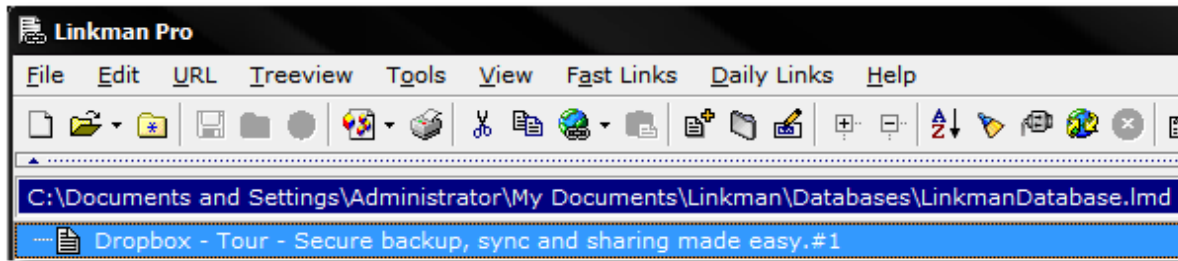 Linkman Pro
File Edit URL Treeview Tools View Fast Links Daily Links Help
C:\Documents and Settings\Administrator\My Documents\Linkman\Databases\LinkmanDatabase.lmd
Dropbox - Tour - Secure backup, sync and sharing made easy.#1